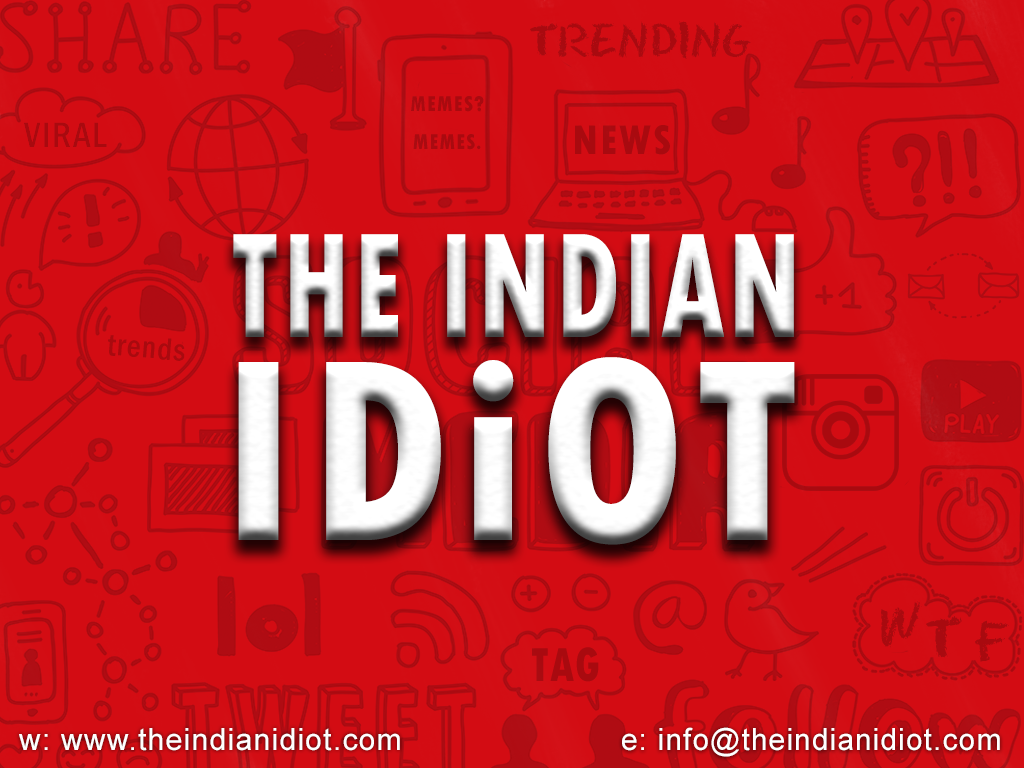 SHARE
TRENDING
MEMES?
MEMES.
VIRAL
NEWS
?!!
!
THE INDIAN
+1
trends
IDiOT
PLAY
lol
+ -
@
WTF
TAG
TWEET
follow
w: www.theindianidiot.com
e: info@theindianidiot.com